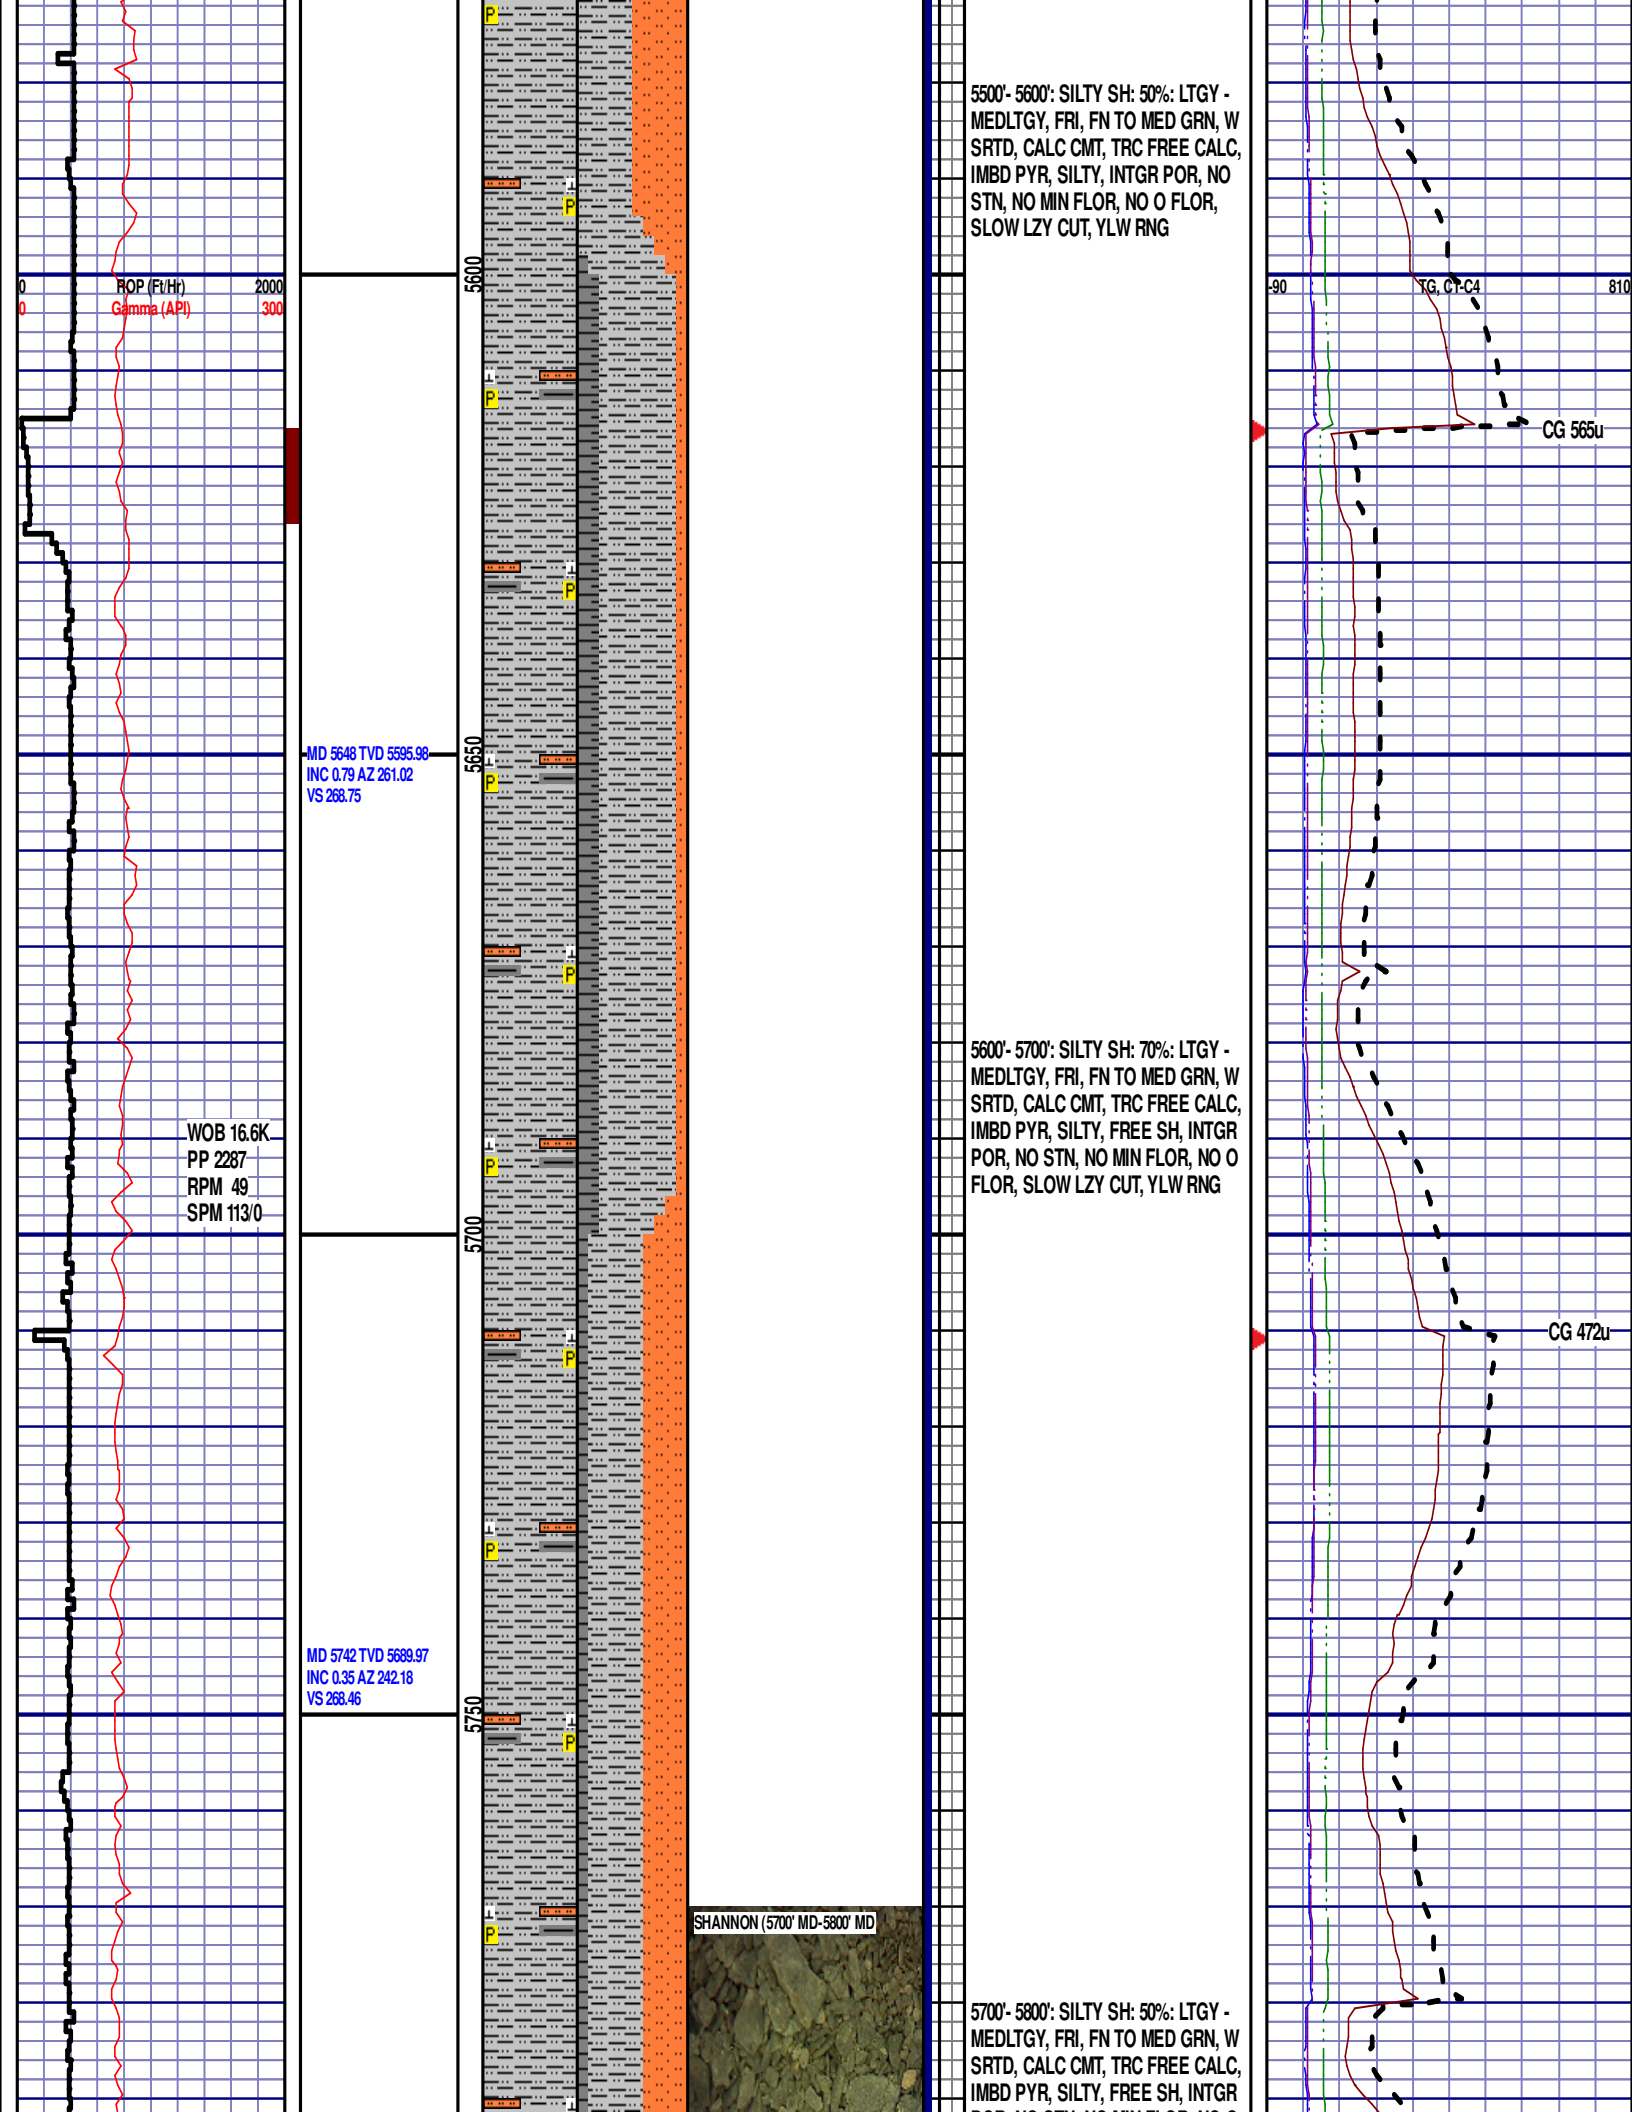 P
5500'- 5600': SILTY SH: 50%: LTGY -
MEDLTGY, FRI, FN TO MED GRN, W
SRTD, CALC CMT, TRC FREE CALC,
IMBD PYR, SILTY, INTGR POR, NO
STN, NO MIN FLOR, NO O FLOR,
SLOW LZY CUT, YLW RNG
P
5600
0 ROP (Ft/Hr) 2000
0 Gamma (API) 300
-90 TG, C1-C4 810
P
CG 565u
P
5650
MD 5648 TVD 5595.98
INC 0.79 AZ 261.02
VS 268.75
P
P
5600'- 5700': SILTY SH: 70%: LTGY -
MEDLTGY, FRI, FN TO MED GRN, W
SRTD, CALC CMT, TRC FREE CALC,
IMBD PYR, SILTY, FREE SH, INTGR
POR, NO STN, NO MIN FLOR, NO O
FLOR, SLOW LZY CUT, YLW RNG
WOB 16.6K
PP 2287
RPM 49
SPM 113/0
P
5700
CG 472u
P
P
MD 5742 TVD 5689.97
INC 0.35 AZ 242.18
VS 268.46
5750
P
P
SHANNON (5700' MD-5800' MD
5700'- 5800': SILTY SH: 50%: LTGY -
MEDLTGY, FRI, FN TO MED GRN, W
SRTD, CALC CMT, TRC FREE CALC,
IMBD PYR, SILTY, FREE SH, INTGR